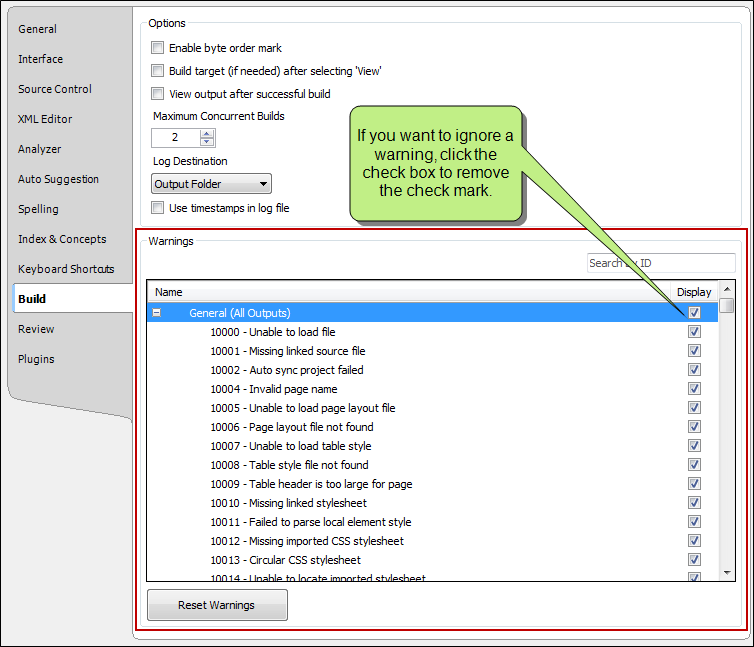 General
Interface
Source Control
XML Editor
Analyzer
Auto Suggestion
Spelling
Index & Concepts
Keyboard Shortcuts
Build
Review
Plugins
Options
Enable byte order mark
Build target (if needed) after selecting 'View'
View output after successful build
Maximum Concurrent Builds
2
Log Destination
Output Folder
Use timestamps in log file
If you want to ignore a
warning, click the
check box to remove
the check mark.
Warnings
Search by ID
Name Display
General (All Outputs)
10000 - Unable to load file
10001 - Missing linked source file
10002 - Auto sync project failed
10004 - Invalid page name
10005 - Unable to load page layout file
10006 - Page layout file not found
10007 - Unable to load table style
10008 - Table style file not found
10009 - Table header is too large for page
10010 - Missing linked stylesheet
10011 - Failed to parse local element style
10012 - Missing imported CSS stylesheet
10013 - Circular CSS stylesheet
10014 - Unable to locate imported stylesheet
Reset Warnings